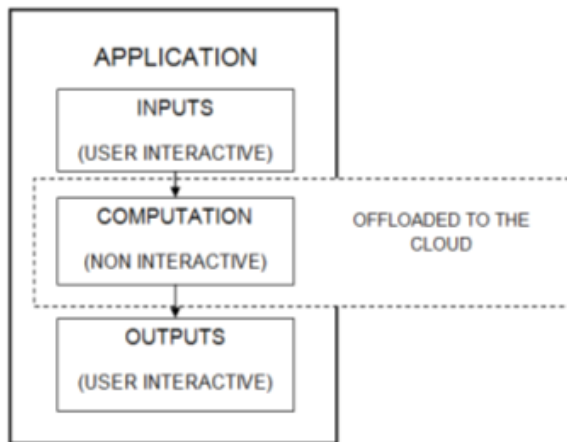 APPLICATION
INPUTS
(USER INTERACTIVE)
COMPUTATION
(NON INTERACTIVE)
OFFLOADED TO THE
CLOUD
OUTPUTS
(USER INTERACTIVE)